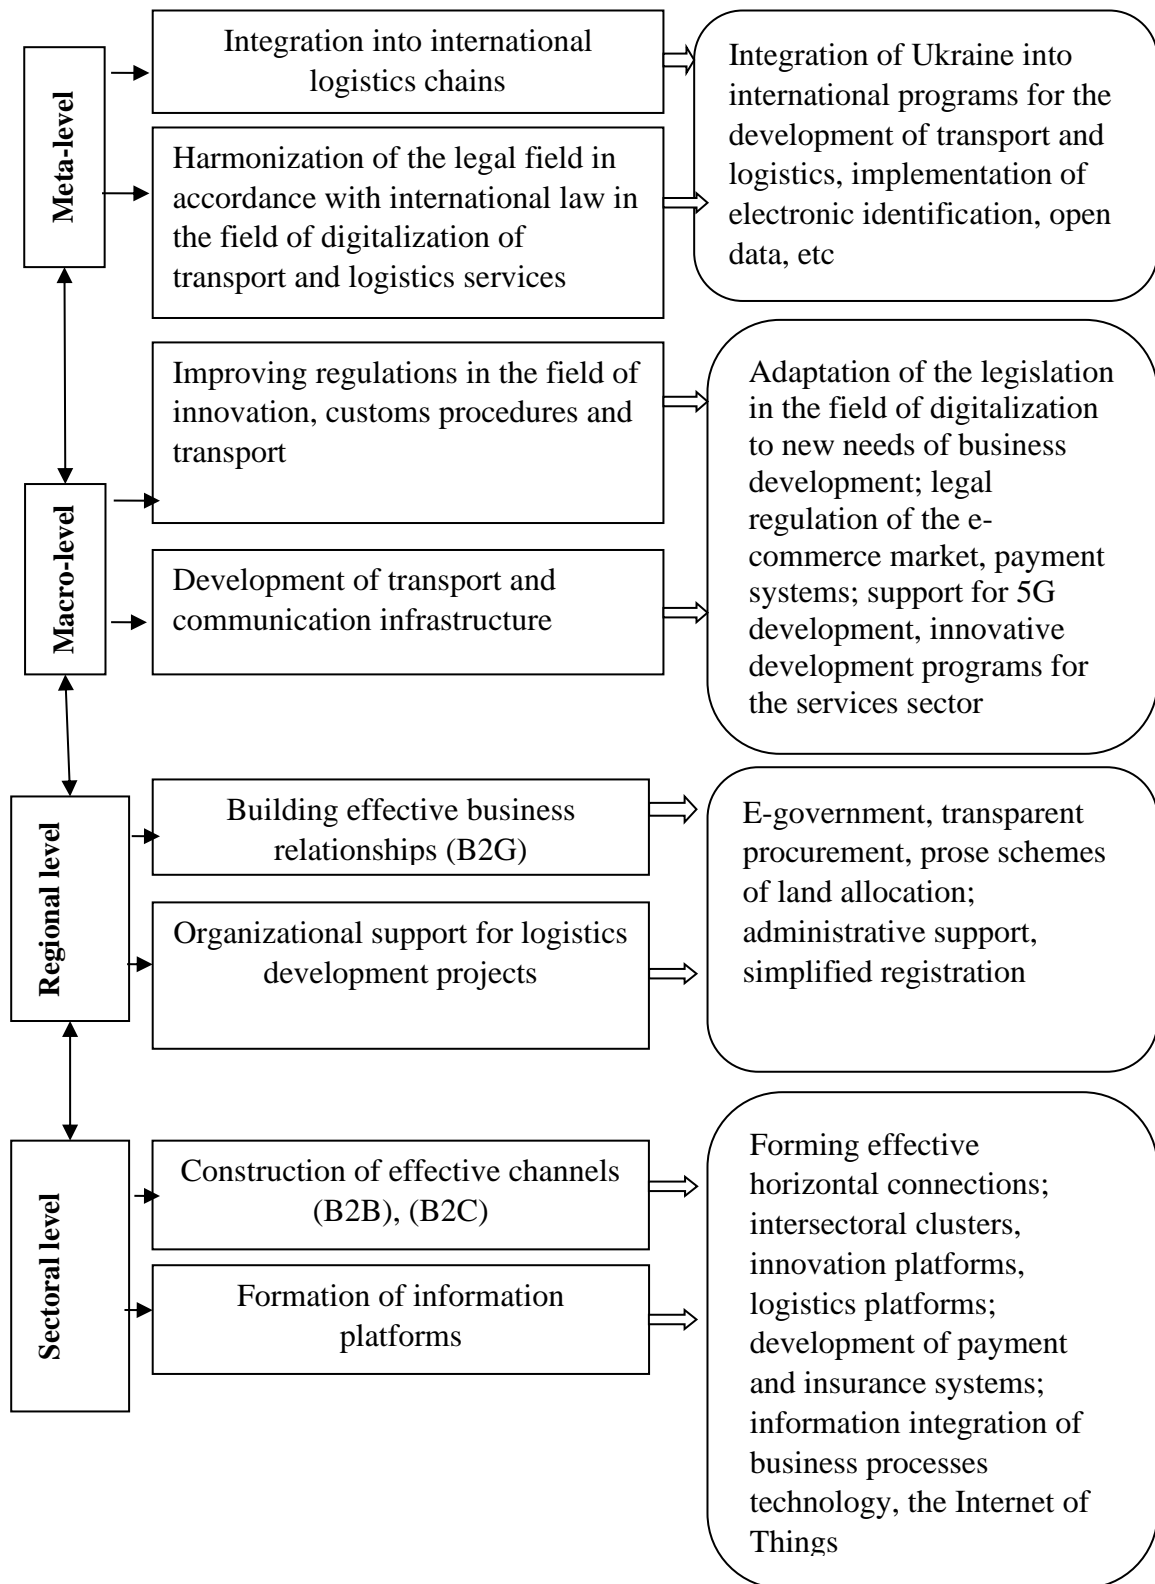 Meta-level
Integration into international
logistics chains
Harmonization of the legal field in
accordance with international law in
the field of digitalization of
transport and logistics services
Integration of Ukraine into
international programs for the
development of transport and
logistics, implementation of
electronic identification, open
data, etc
Macro-level
Improving regulations in the field of
innovation, customs procedures and
transport
Development of transport and
communication infrastructure
Adaptation of the legislation
in the field of digitalization
to new needs of business
development; legal
regulation of the e-
commerce market, payment
systems; support for 5G
development, innovative
development programs for
the services sector
Regional level
Building effective business
relationships (B2G)
Organizational support for logistics
development projects
E-government, transparent
procurement, prose schemes
of land allocation;
administrative support,
simplified registration
Sectoral level
Construction of effective channels
(B2B), (B2C)
Formation of information
platforms
Forming effective
horizontal connections;
intersectoral clusters,
innovation platforms,
logistics platforms;
development of payment
and insurance systems;
information integration of
business processes
technology, the Internet of
Things